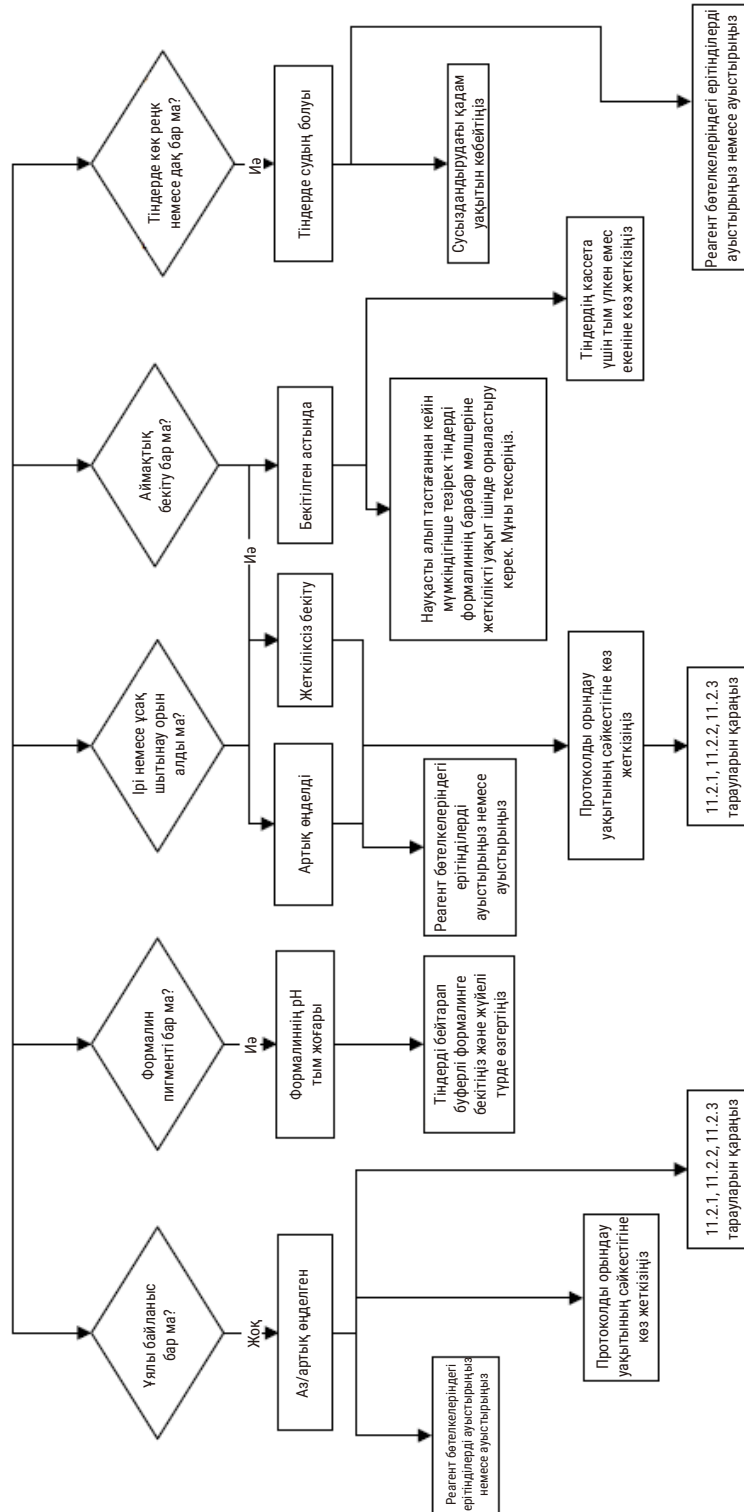 Ұялы байланыс
бар ма?
Жоқ
Аз/артық өңделген
Реагент бөтелкелеріндегі
ерітінділерді ауыстырыңыз
немесе ауыстырыңыз
Протоколды орындау
уақытының сәйкестігіне
көз жеткізіңіз
11.2.1, 11.2.2, 11.2.3
тарауларын қараңыз
Формалин
пигменті бар ма?
Иә
Формалиннің pH
тым жоғары
Тіндерді бейтарап
буферлі формалинге
бекітіңіз және жүйелі
түрде өзгертіңіз
Ірі немесе ұсақ
шытынау орын
алды ма?
Артық өңделді
Жеткіліксіз бекіту
Реагент бөтелкелеріндегі
ерітінділерді
ауыстырыңыз немесе
ауыстырыңыз
Протоколды орындау
уақытының сәйкестігіне көз
жеткізіңіз
11.2.1, 11.2.2, 11.2.3
тарауларын қараңыз
Аймақтық
бекіту бар ма?
Иә
Бекітілген астында
Науқасты алып тастағаннан кейін
мүмкіндігінше тезірек тіндерді
формалиннің барабар мөлшеріне
жеткілікті уақыт ішінде орналастыру
керек. Мұны тексеріңіз.
Тіндердің кассета
үшін тым үлкен емес
екеніне көз жеткізіңіз
Тіндерде көк реңк
немесе дақ бар ма?
Иә
Тіндерде судың болуы
Сусыздандырудағы қадам
уақытын көбейтіңіз
Реагент бөтелкелеріндегі ерітінділерді
ауыстырыңыз немесе ауыстырыңыз